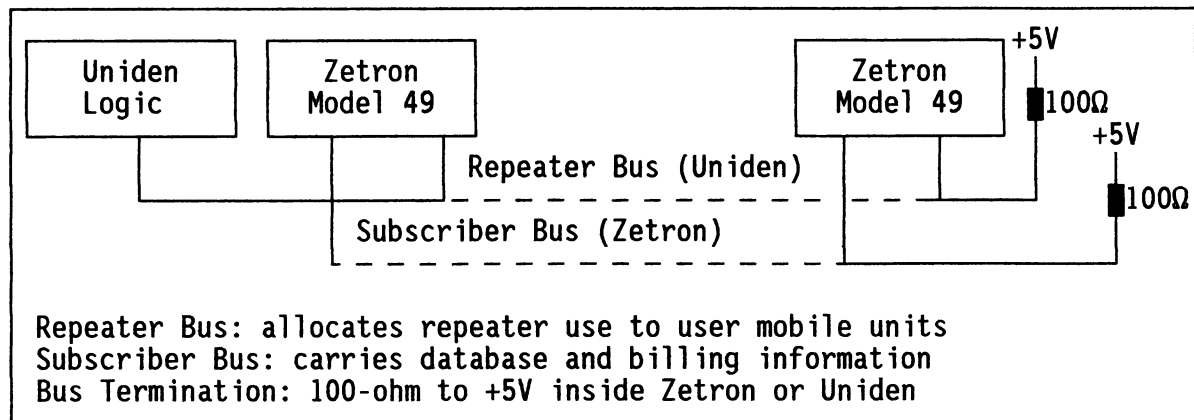 Uniden
Logic
Zetron
Model 49
Zetron
Model 49
+5V
100Ω
+5V
100Ω
Repeater Bus (Uniden)
Subscriber Bus (Zetron)
Repeater Bus: allocates repeater use to user mobile units
Subscriber Bus: carries database and billing information
Bus Termination: 100-ohm to +5V inside Zetron or Uniden